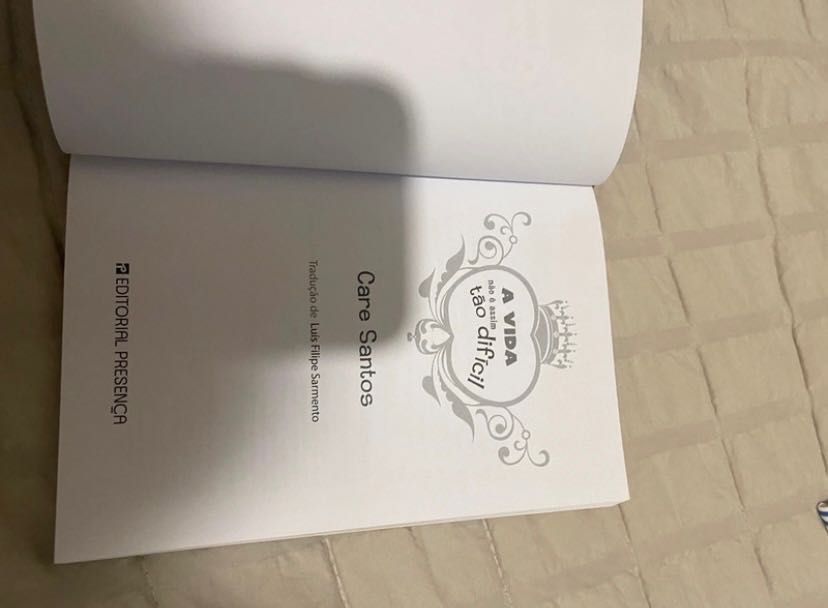 A VIDA
não é assim
tão difícil
Care Santos
Tradução de Luís Filipe Sarmento
EDITORIAL PRESENÇA